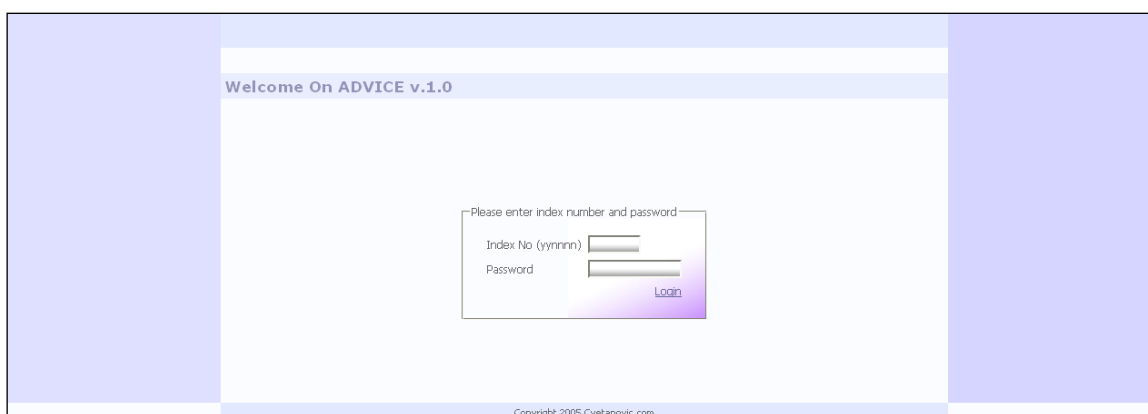 Welcome On ADVICE v.1.0
Please enter index number and password
Index No (yynnnn)
Password
Login
Copyright 2005 Cvetanovic.com